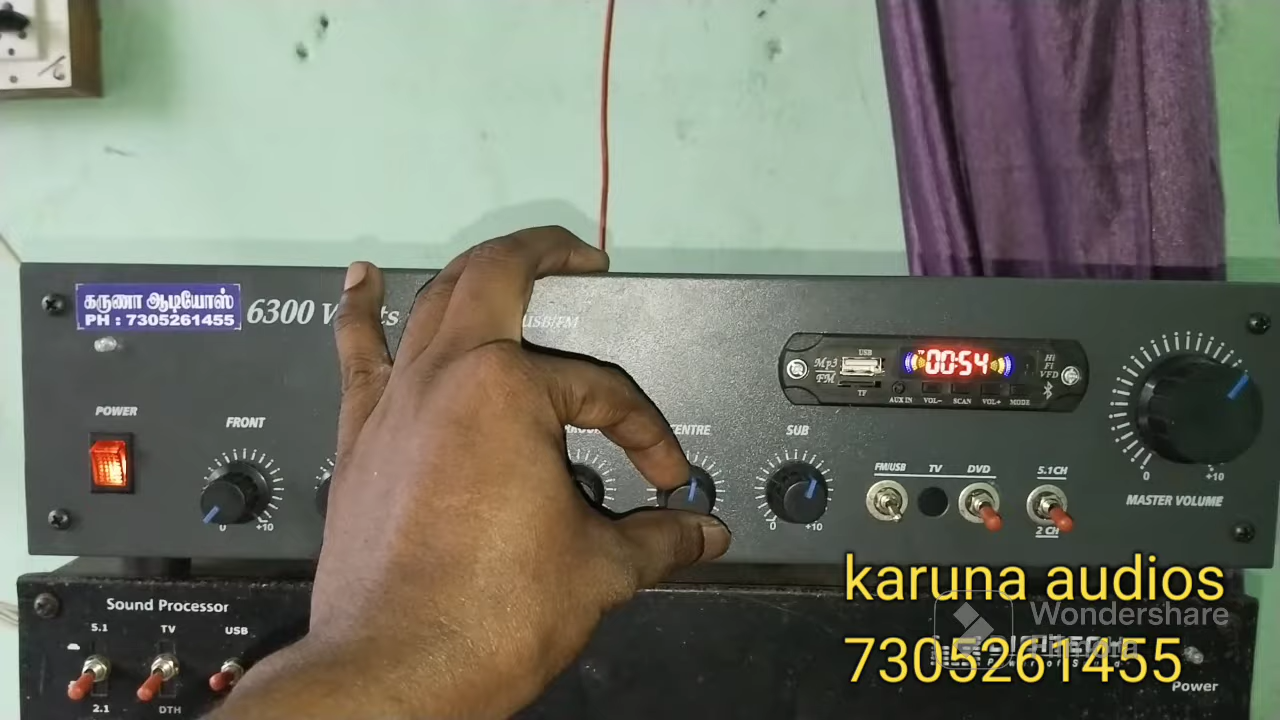 கருணா ஆடியோஸ்
PH : 7305261455
6300
USB/FM
USB
Mp3
FM
TF
00:54
Hi
Fi
VFD
AUX IN VOL- SCAN VOL+ MODE
POWER
FRONT
SUB
0 +10
0 +10
0 +10
FM/USB TV DVD
5.1CH
2 CH
MASTER VOLUME
karuna audios
7305261455
Wondershare
Sound Processor
5.1 TV USB
2.1 DTH
Power